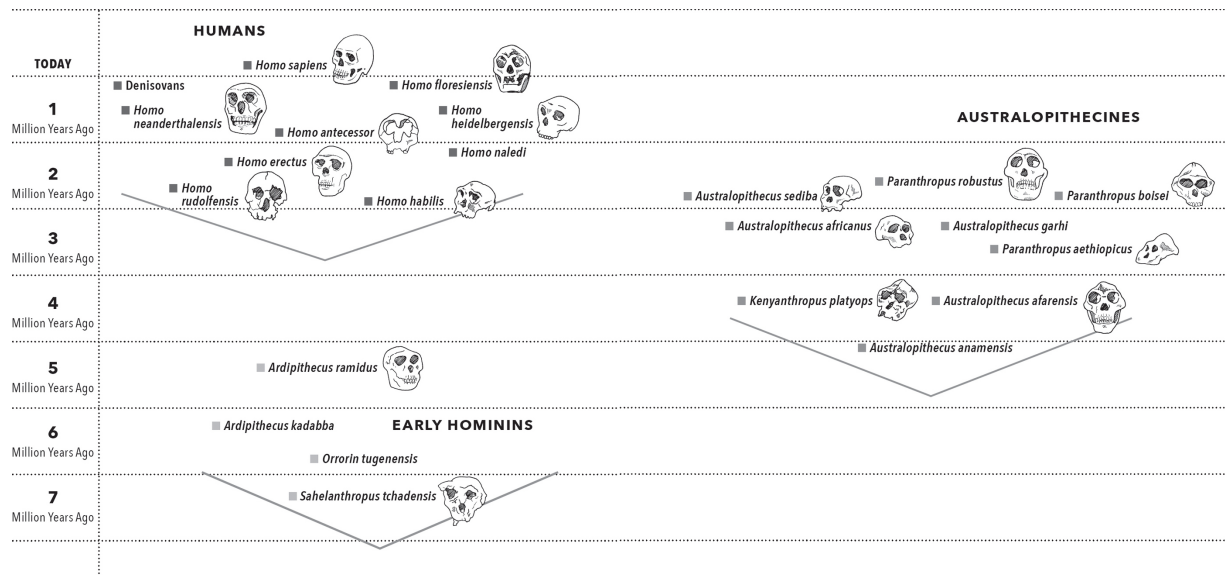 HUMANS
TODAY
Homo sapiens
Denisovans
Homo floresiensis
1
Million Years Ago
Homo
neanderthalensis
Homo
heidelbergensis
AUSTRALOPITHECINES
Homo antecessor
Homo naledi
2
Million Years Ago
Homo erectus
Homo
rudolfensis
Homo habilis
Australopithecus sediba
Paranthropus robustus
Paranthropus boisei
3
Million Years Ago
Australopithecus africanus
Australopithecus garhi
Paranthropus aethiopicus
4
Million Years Ago
Kenyanthropus platyops
Australopithecus afarensis
Australopithecus anamensis
5
Million Years Ago
Ardipithecus ramidus
6
Million Years Ago
Ardipithecus kadabba
EARLY HOMININS
Orrorin tugenensis
7
Million Years Ago
Sahelanthropus tchadensis